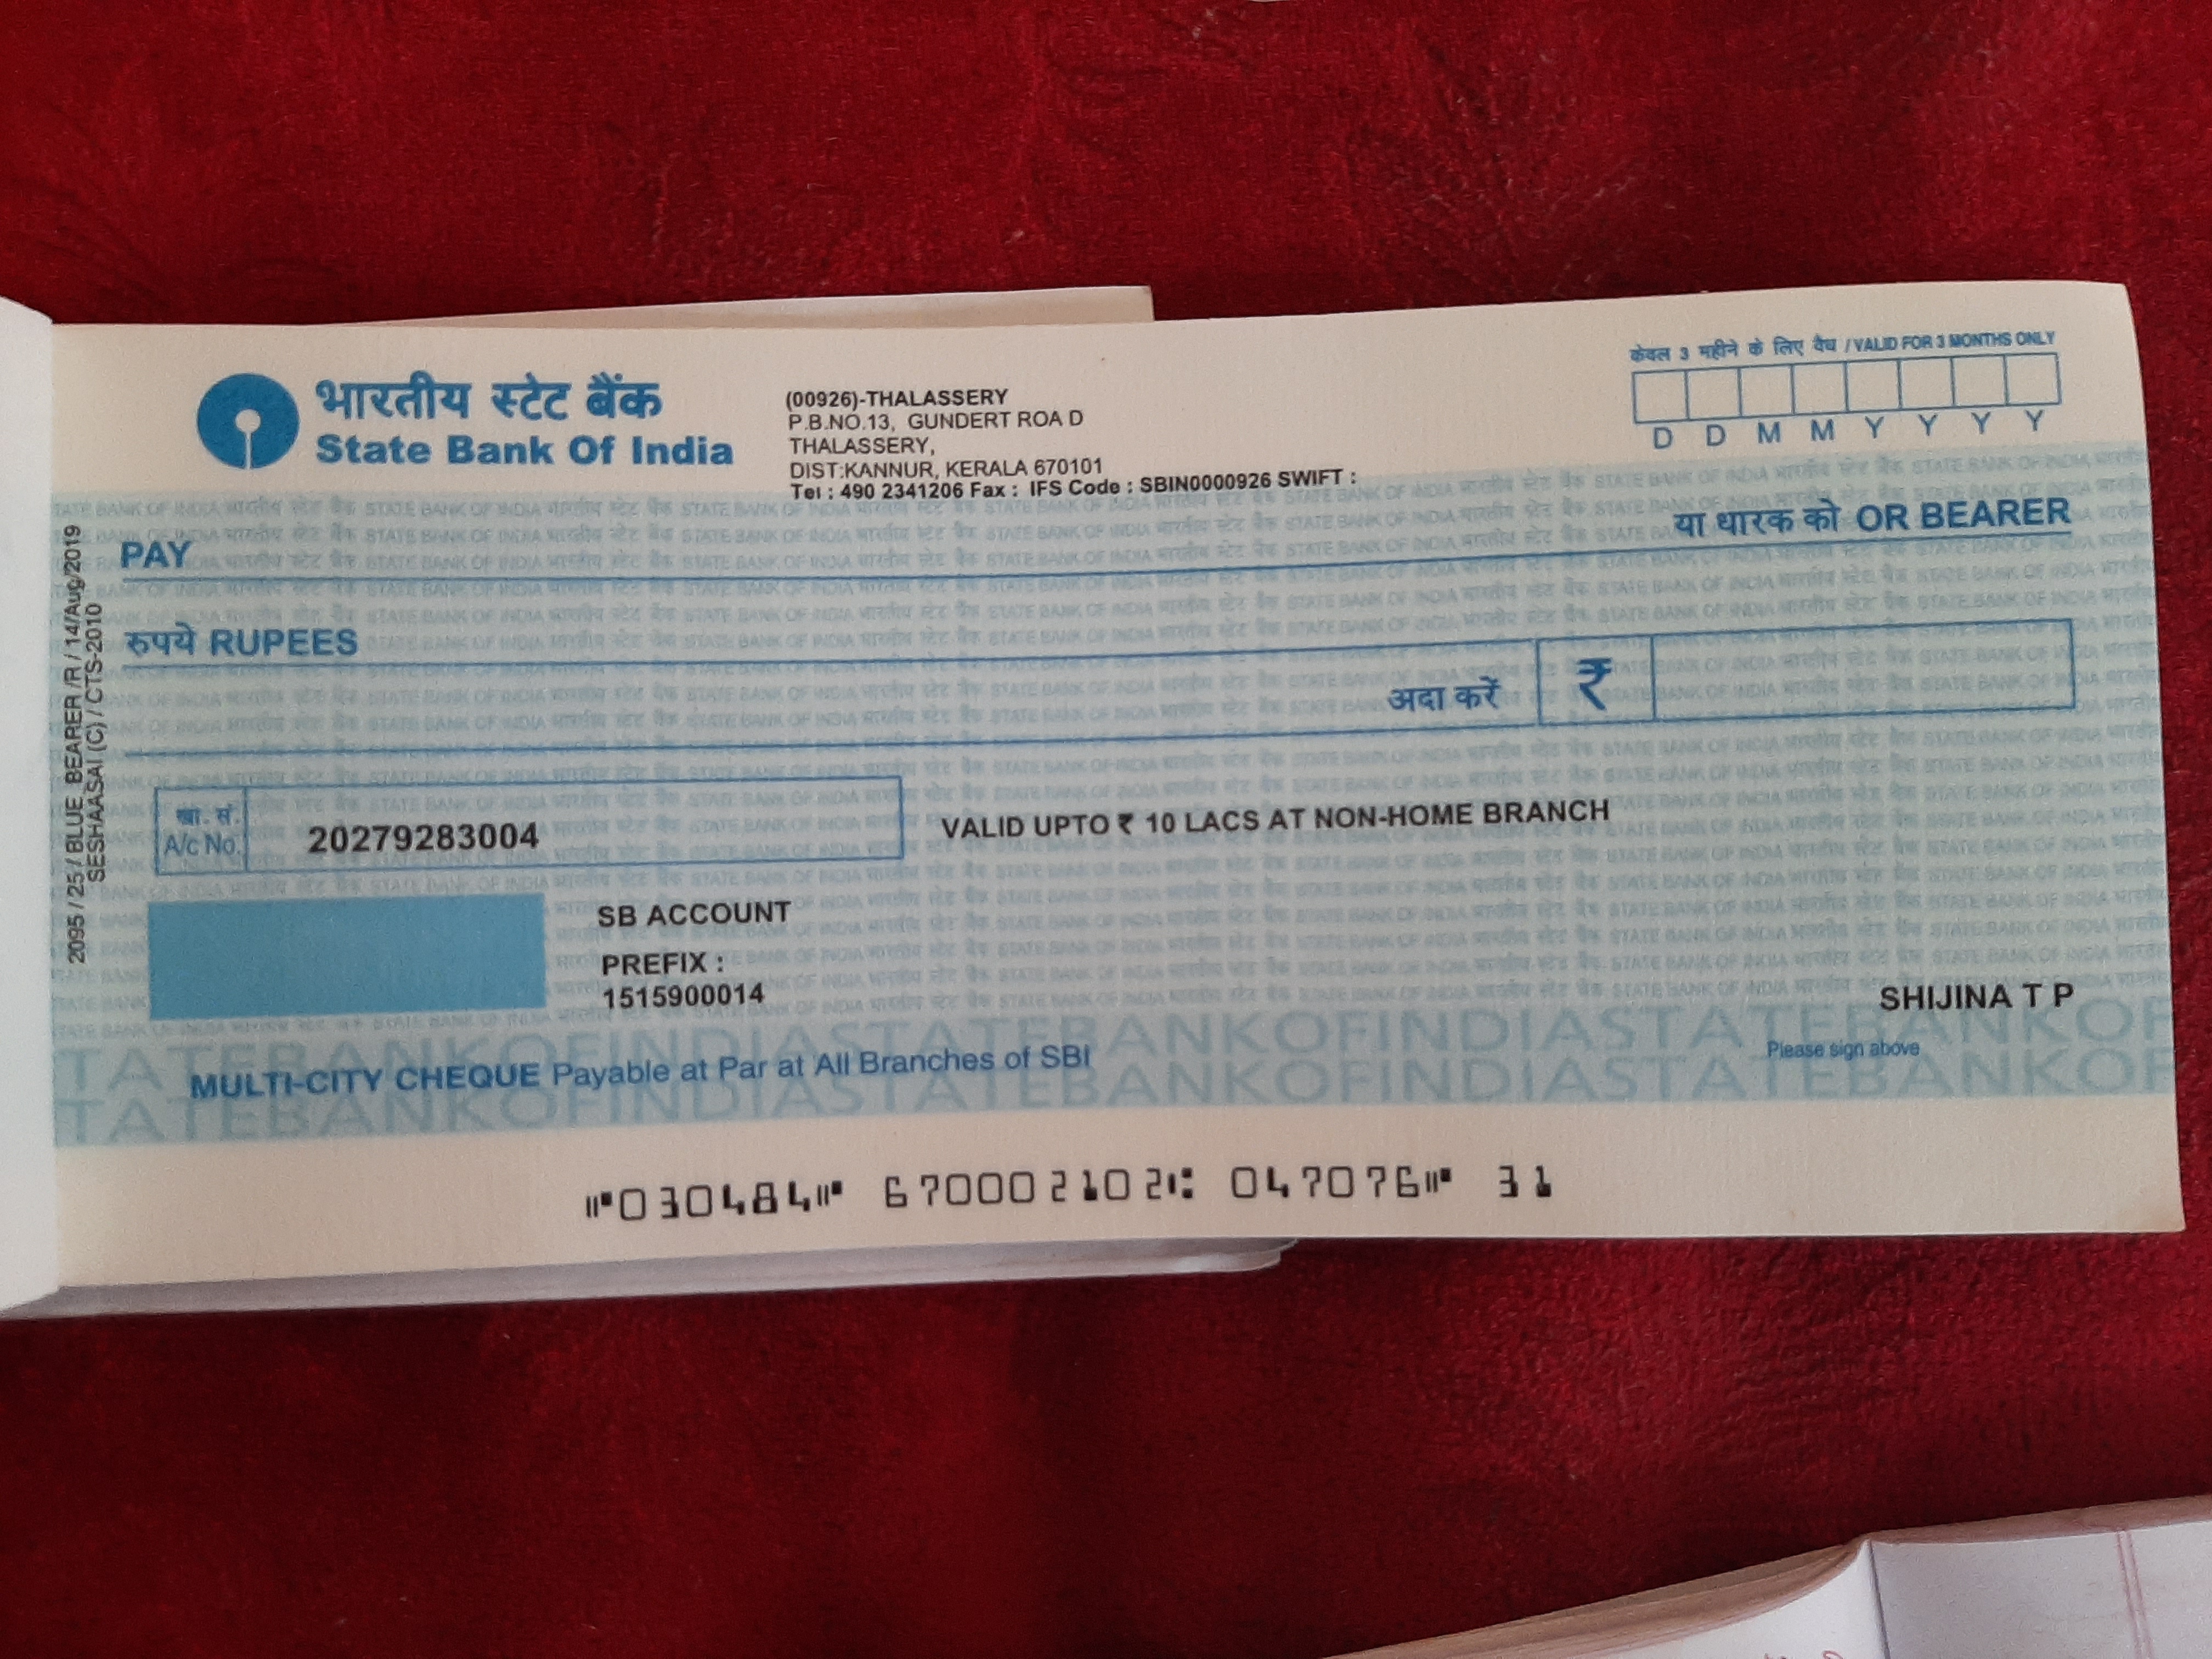 2095 / 25 / BLUE_BEARER /R / 14/Aug/2019
SESHAASAI (C) / CTS-2010
भारतीय स्टेट बैंक
State Bank Of India
(00926)-THALASSERY
P.B.NO.13, GUNDERT ROA D
THALASSERY,
DIST:KANNUR, KERALA 670101
Tel : 490 2341206 Fax : IFS Code : SBIN0000926 SWIFT :
केवल 3 महीने के लिए वैध / VALID FOR 3 MONTHS ONLY
D D M M Y Y Y Y
PAY
या धारक को OR BEARER
रुपये RUPEES
अदा करें ₹
खा. सं.
A/c No.
20279283004
VALID UPTO ₹ 10 LACS AT NON-HOME BRANCH
SB ACCOUNT
PREFIX :
1515900014
SHIJINA T P
Please sign above
MULTI-CITY CHEQUE Payable at Par at All Branches of SBI
⑈030484⑈ 670002102⑆ 047076⑈ 31